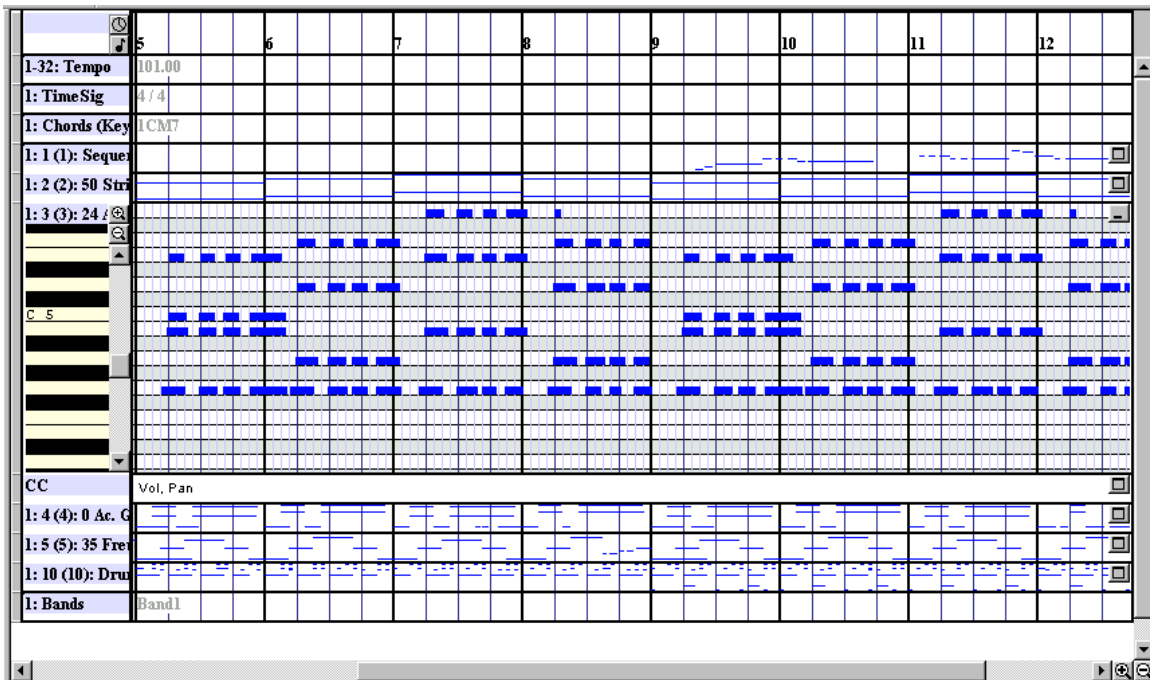 5 6 7 8 9 10 11 12
1-32: Tempo 101.00
1: TimeSig 4 / 4
1: Chords (Key 1CM7
1: 1 (1): Sequen
1: 2 (2): 50 Stri
1: 3 (3): 24
C 5
CC Vol, Pan
1: 4 (4): 0 Ac. G
1: 5 (5): 35 Fret
1: 10 (10): Dru
1: Bands Band1